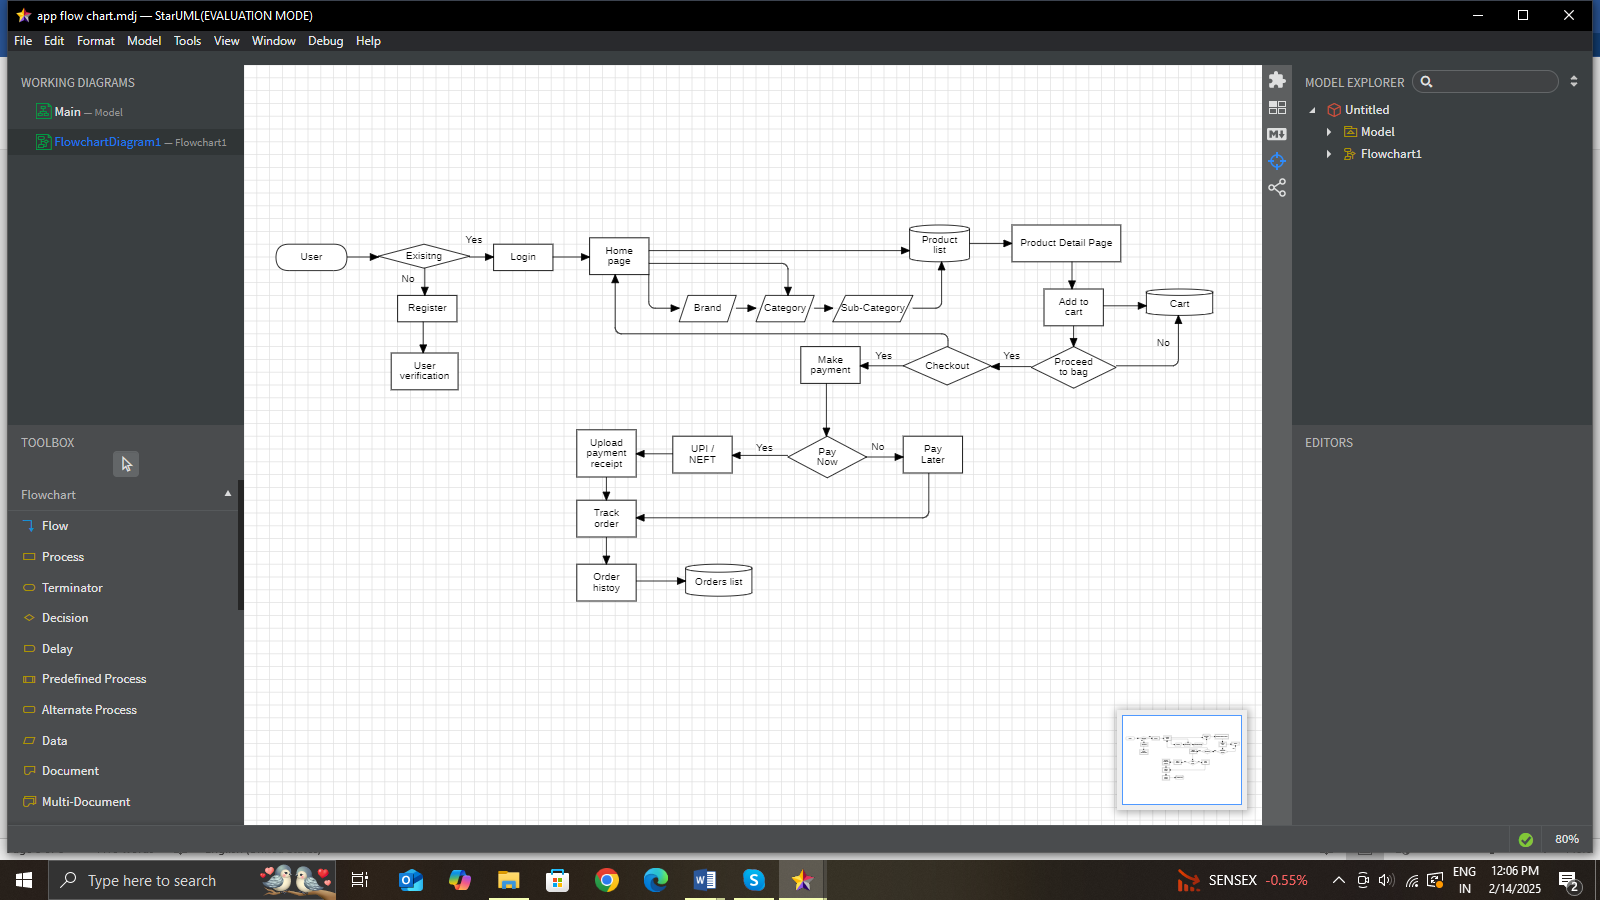 app flow chart.mdj — StarUML(EVALUATION MODE)
File Edit Format Model Tools View Window Debug Help
WORKING DIAGRAMS
Main — Model
FlowchartDiagram1 — Flowchart1
TOOLBOX
Flowchart
Flow
Process
Terminator
Decision
Delay
Predefined Process
Alternate Process
Data
Document
Multi-Document
User
Exisitng
Yes
No
Login
Register
User
verification
Home
page
Brand
Category
Sub-Category
Product
list
Product Detail Page
Add to
cart
Cart
No
Proceed
to bag
Yes
Checkout
Yes
Make
payment
Pay
Now
No
Pay
Later
Yes
UPI /
NEFT
Upload
payment
receipt
Track
order
Order
histoy
Orders list
MODEL EXPLORER
Untitled
Model
Flowchart1
EDITORS
80%
Type here to search
SENSEX -0.55%
ENG
IN
12:06 PM
2/14/2025
2